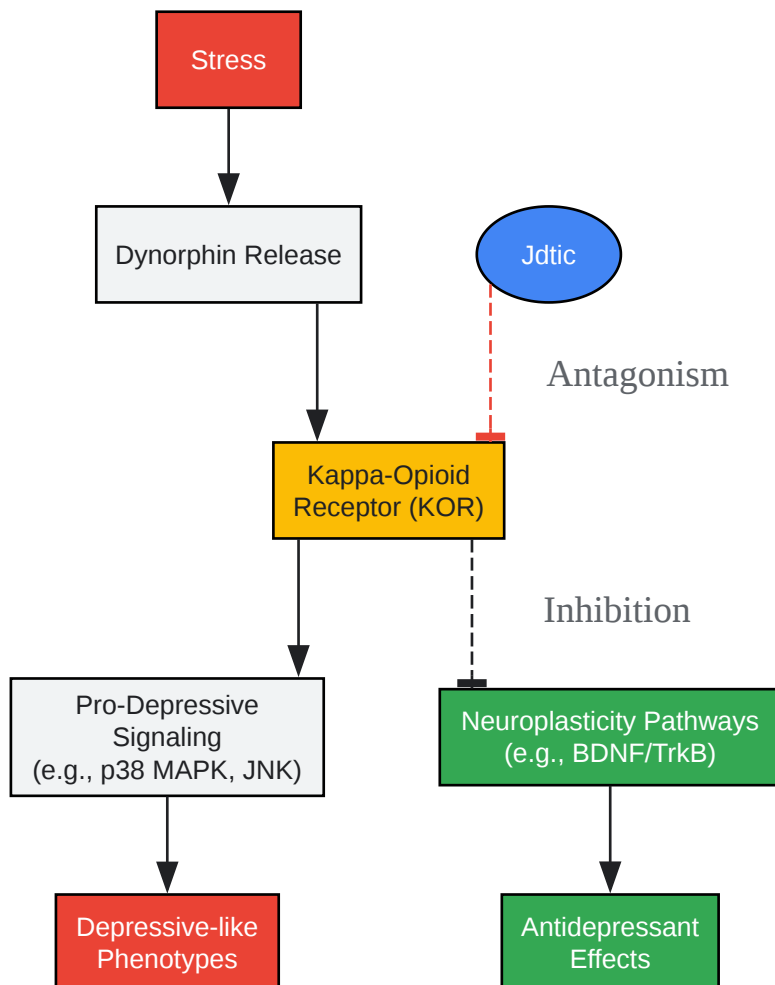 Stress
Dynorphin Release
Jdtic
Antagonism
Kappa-Opioid
Receptor (KOR)
Inhibition
Pro-Depressive
Signaling
(e.g., p38 MAPK, JNK)
Neuroplasticity Pathways
(e.g., BDNF/TrkB)
Depressive-like
Phenotypes
Antidepressant
Effects